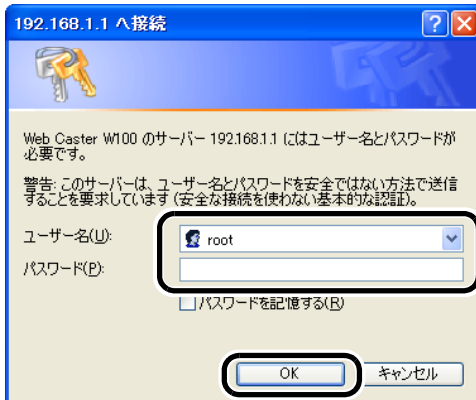 192.168.1.1 へ接続
Web Caster W100 のサーバー 192.168.1.1 にはユーザー名とパスワードが
必要です。
警告: このサーバーは、ユーザー名とパスワードを安全ではない方法で送信
することを要求しています (安全な接続を使わない基本的な認証)。
ユーザー名(U):
root
パスワード(P):
パスワードを記憶する(R)
OK
キャンセル